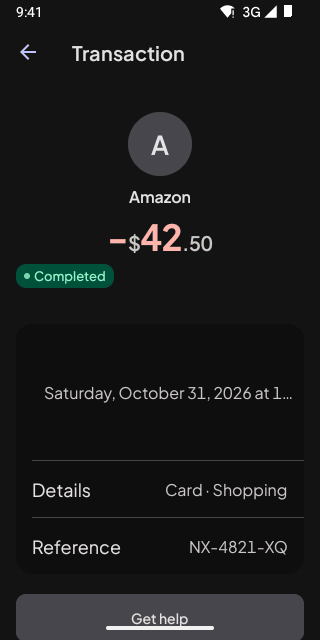 9:41
3G
Transaction
A
Amazon
−$42.50
Completed
Saturday, October 31, 2026 at 1…
Details
Card · Shopping
Reference
NX-4821-XQ
Get help